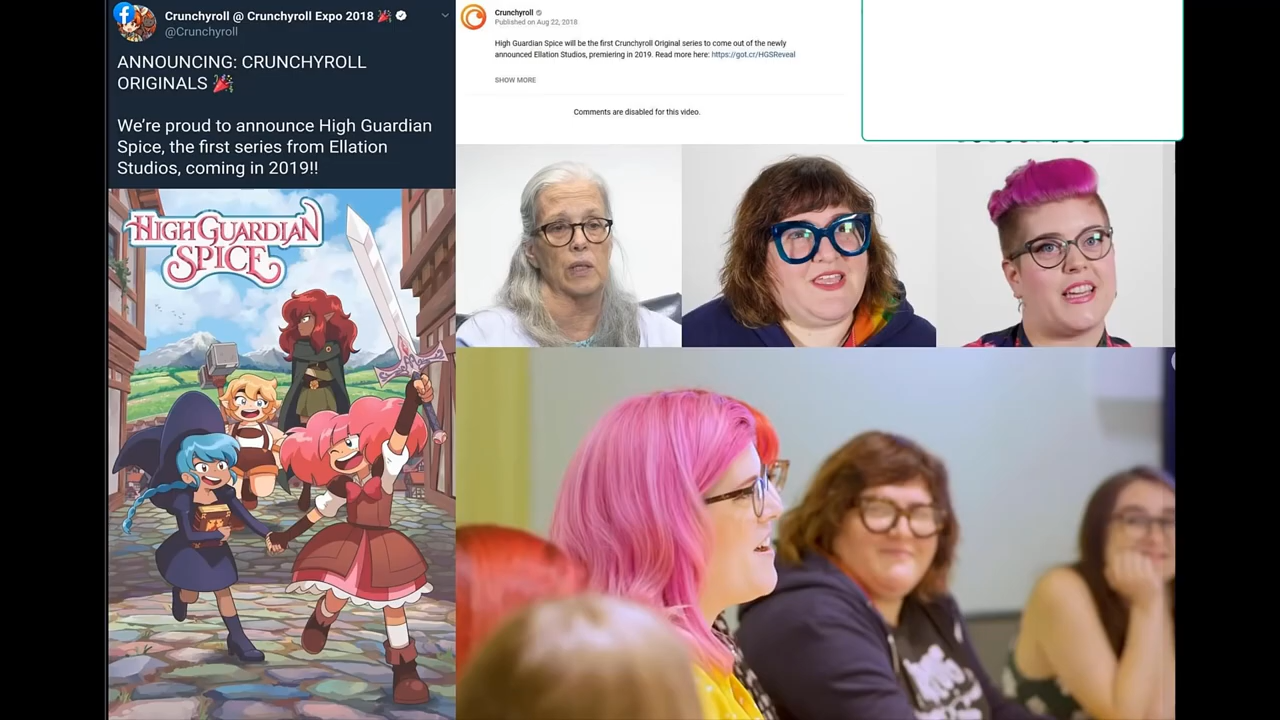 Crunchyroll @ Crunchyroll Expo 2018 🎉
@Crunchyroll
ANNOUNCING: CRUNCHYROLL
ORIGINALS 🎉
We're proud to announce High Guardian
Spice, the first series from Ellation
Studios, coming in 2019!!
HIGH GUARDIAN
SPICE
Crunchyroll
Published on Aug 22, 2018
High Guardian Spice will be the first Crunchyroll Original series to come out of the newly
announced Ellation Studios, premiering in 2019. Read more here: https://got.cr/HGSReveal
SHOW MORE
Comments are disabled for this video.